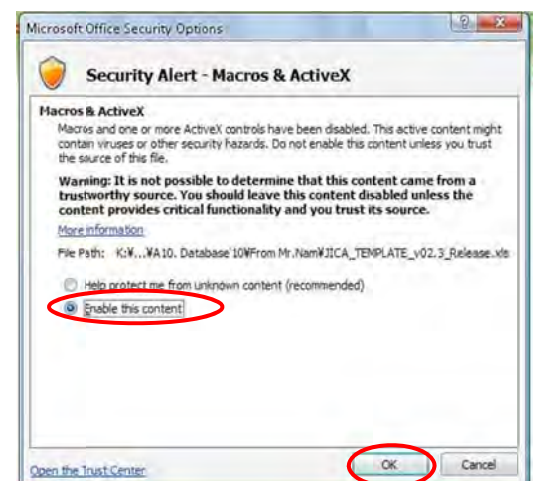 Microsoft Office Security Options
Security Alert - Macros & ActiveX
Macros & ActiveX
Macros and one or more ActiveX controls have been disabled. This active content might
contain viruses or other security hazards. Do not enable this content unless you trust
the source of this file.
Warning: It is not possible to determine that this content came from a
trustworthy source. You should leave this content disabled unless the
content provides critical functionality and you trust its source.
More information
File Path: K:¥...¥A10. Database 10¥From Mr.Nam¥JICA_TEMPLATE_v02.3_Release.xls
Help protect me from unknown content (recommended)
Enable this content
Open the Trust Center
OK
Cancel